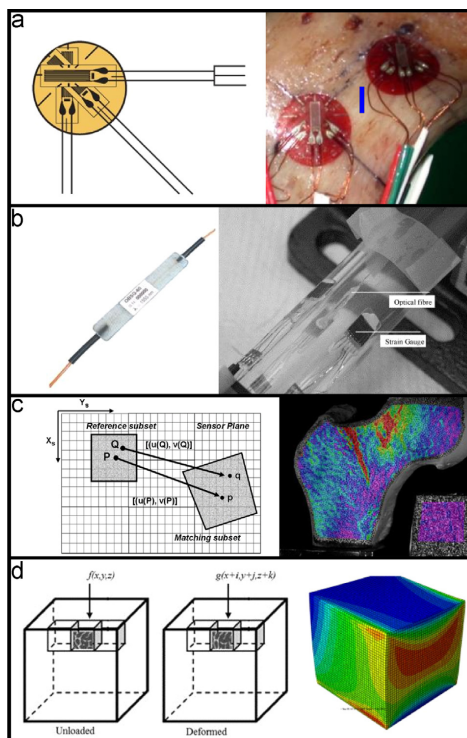 a
b
Optical fibre
Strain Gauge
c
Yₛ
Xₛ
Reference subset
Sensor Plane
Q
P
[(u(Q), v(Q)]
[(u(P), v(P)]
q
p
Matching subset
d
f(x,y,z)
g(x+i,y+j,z+k)
Unloaded
Deformed